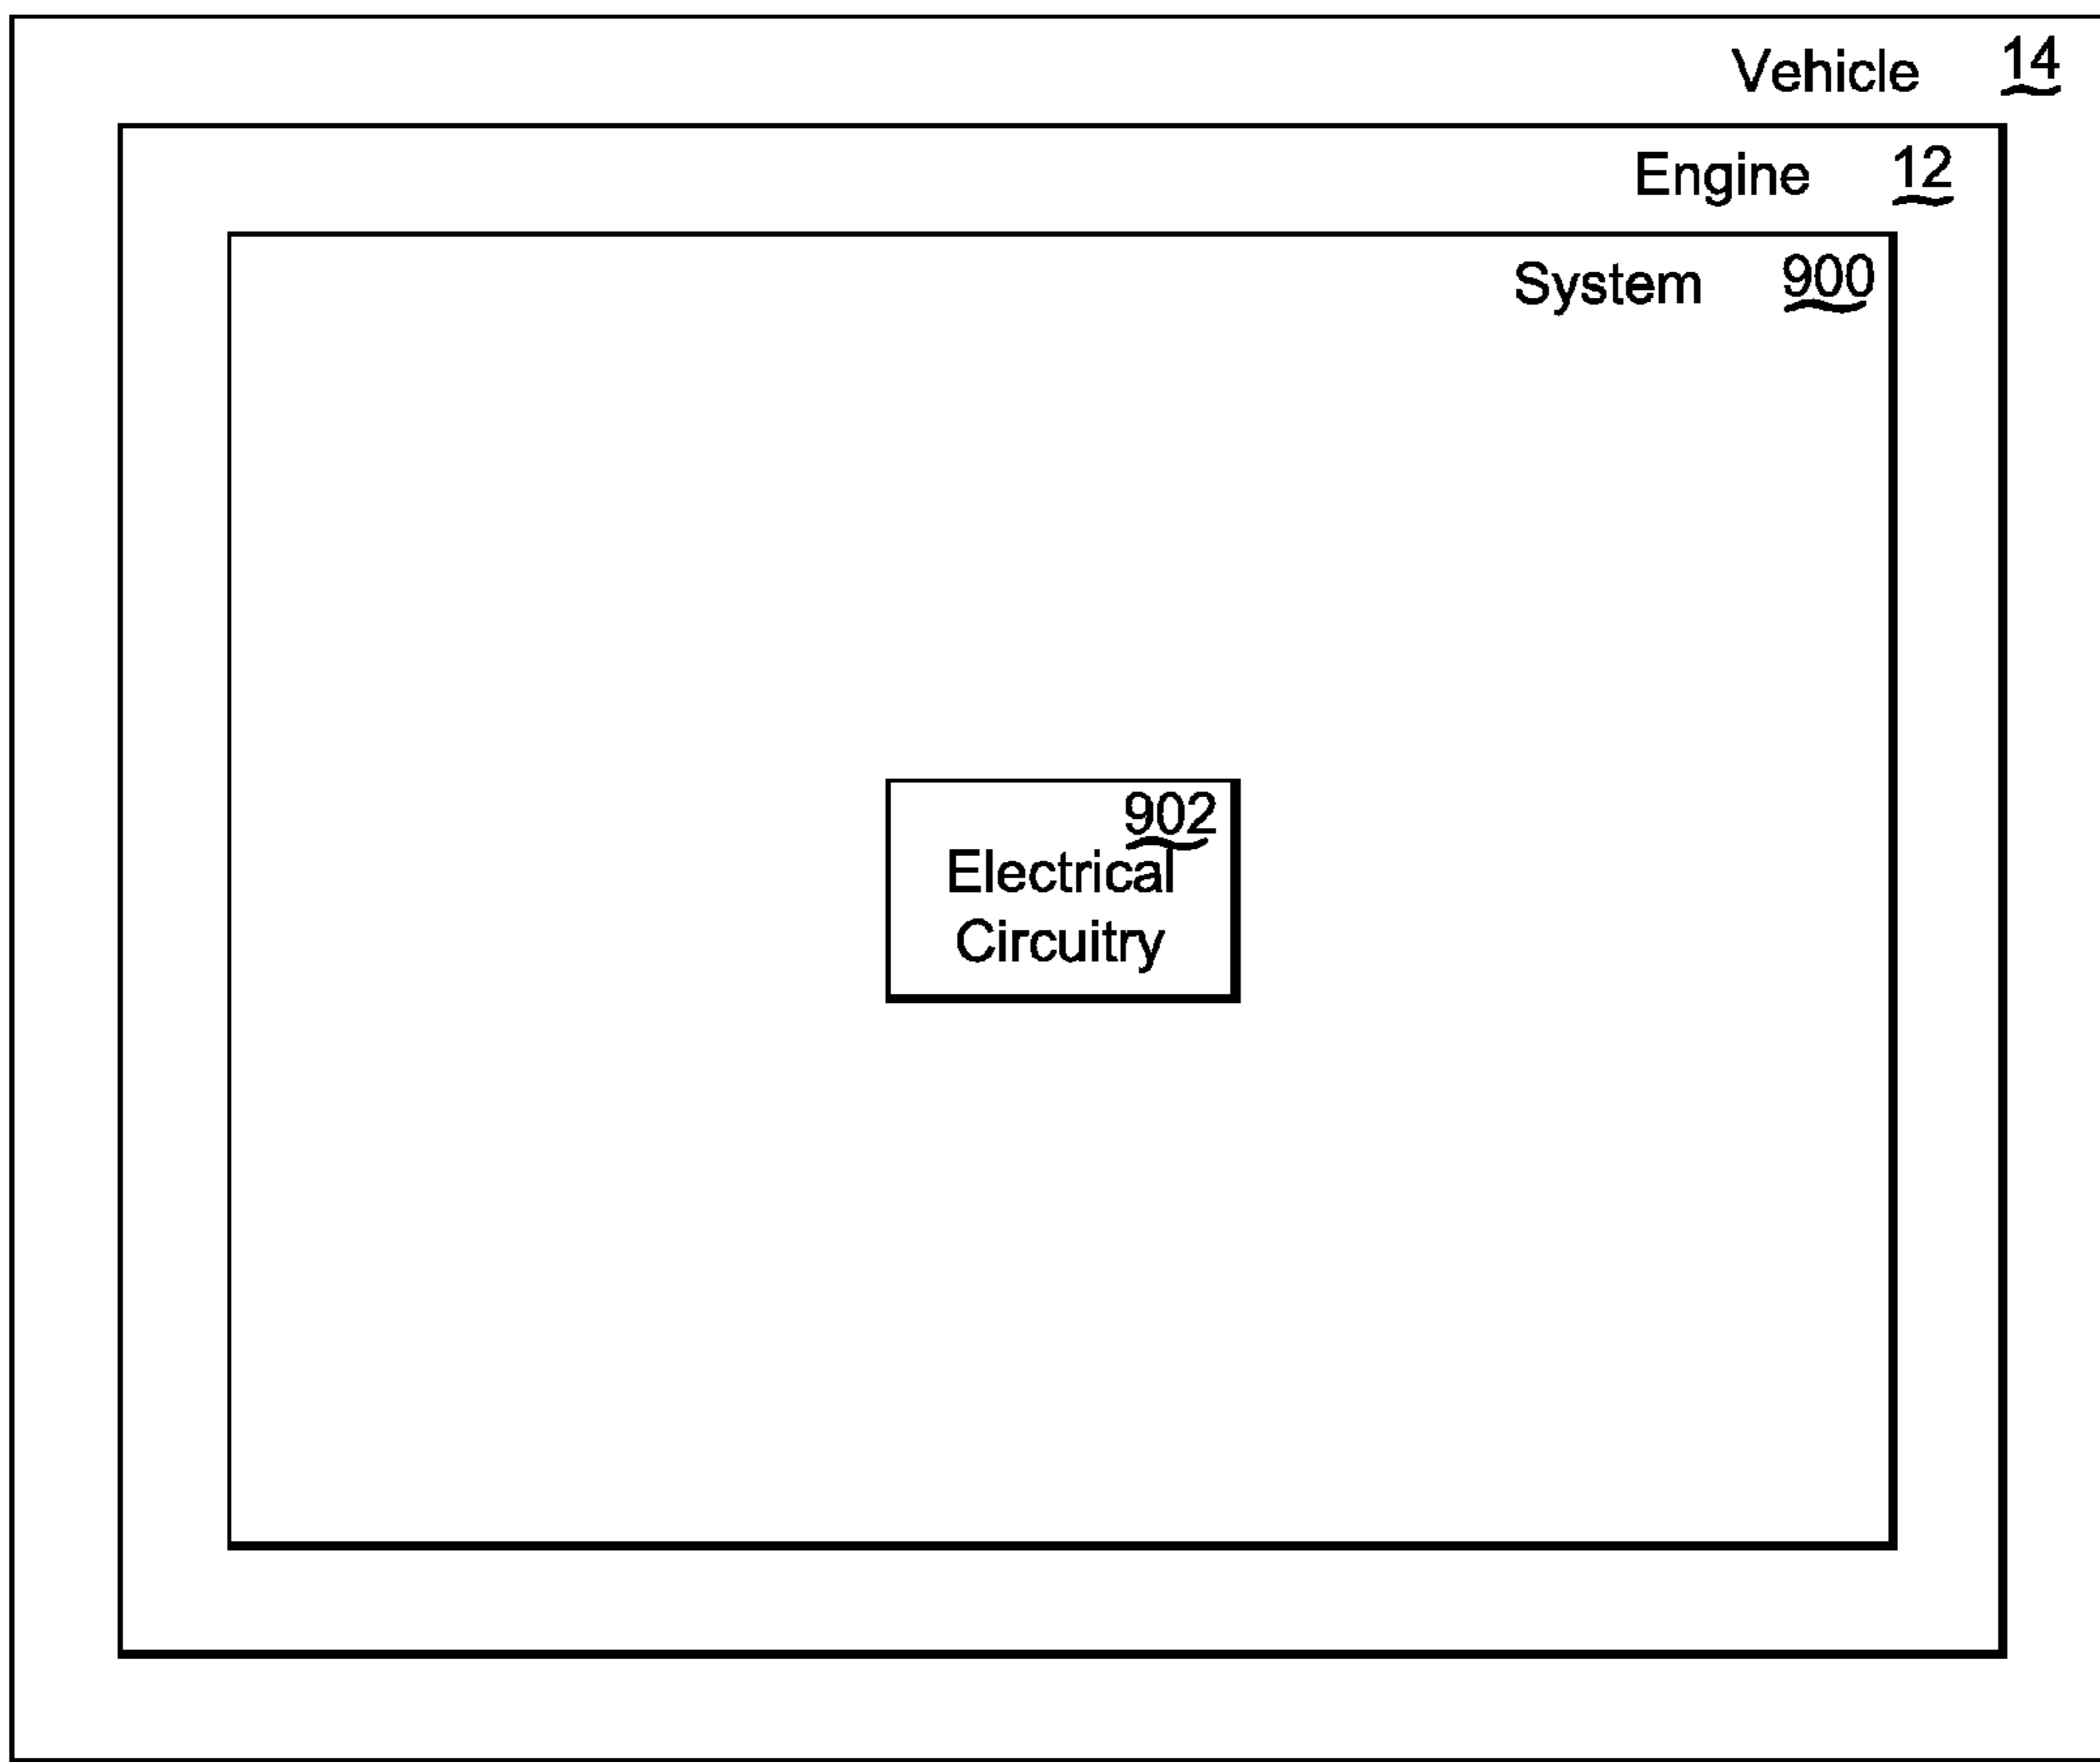 Vehicle 14
Engine 12
System 900
902
Electrical
Circuitry